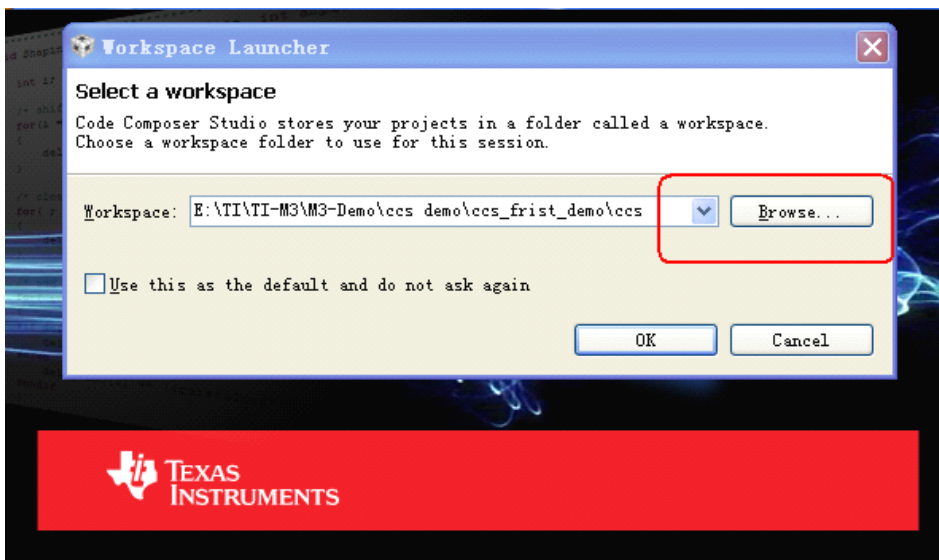 Workspace Launcher
Select a workspace
Code Composer Studio stores your projects in a folder called a workspace.
Choose a workspace folder to use for this session.
Workspace: E:\TI\TI-M3\M3-Demo\ccs demo\ccs_frist_demo\ccs Browse...
Use this as the default and do not ask again
OK Cancel
TEXAS
INSTRUMENTS